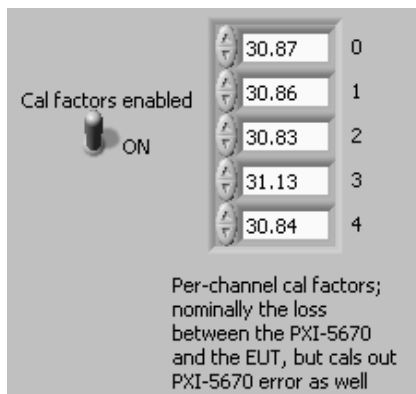 30.87 0
Cal factors enabled 30.86 1
ON 30.83 2
31.13 3
30.84 4
Per-channel cal factors;
nominally the loss
between the PXI-5670
and the EUT, but cals out
PXI-5670 error as well